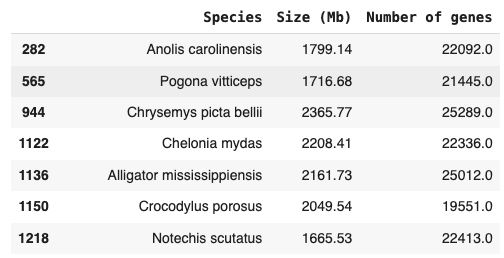 Species Size (Mb) Number of genes
282 Anolis carolinensis 1799.14 22092.0
565 Pogona vitticeps 1716.68 21445.0
944 Chrysemys picta bellii 2365.77 25289.0
1122 Chelonia mydas 2208.41 22336.0
1136 Alligator mississippiensis 2161.73 25012.0
1150 Crocodylus porosus 2049.54 19551.0
1218 Notechis scutatus 1665.53 22413.0